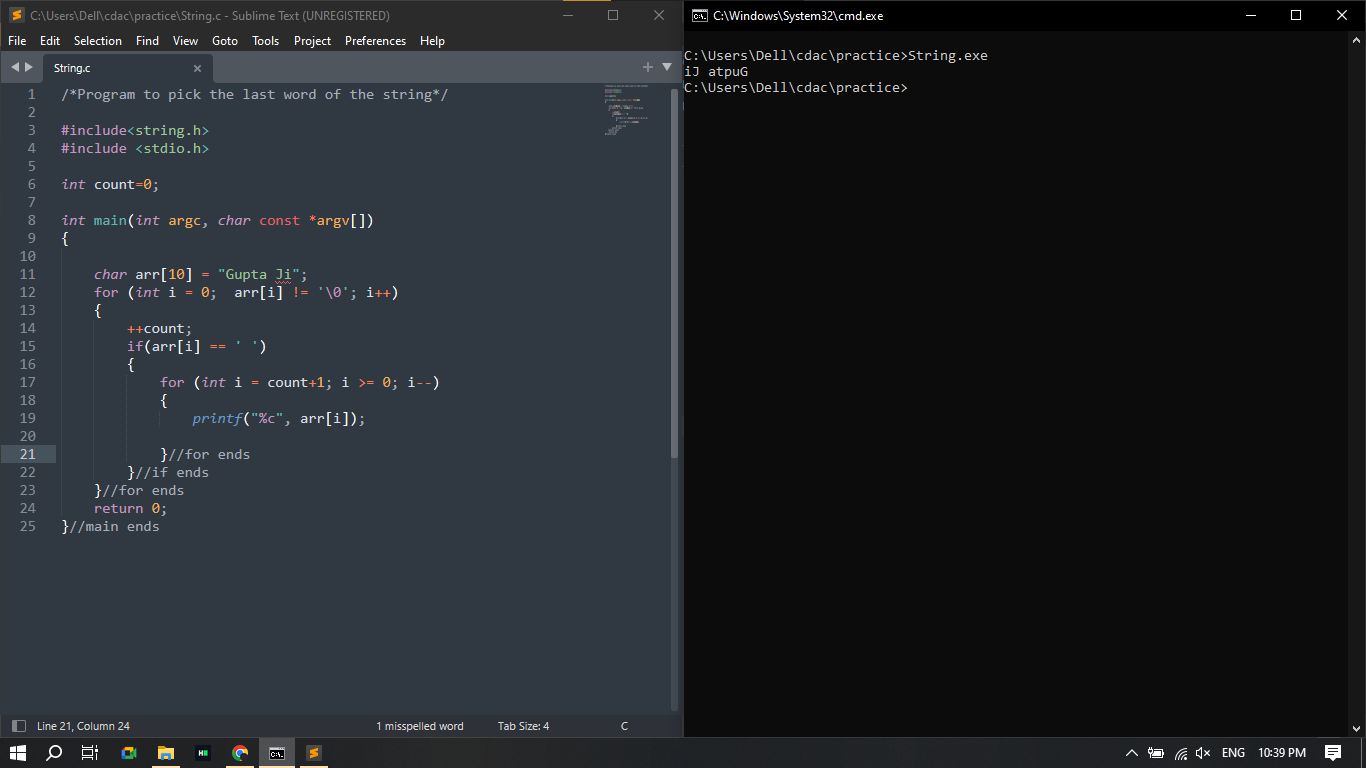 C:\Users\Dell\cdac\practice\String.c - Sublime Text (UNREGISTERED)
File Edit Selection Find View Goto Tools Project Preferences Help
String.c
1 /*Program to pick the last word of the string*/
2
3 #include<string.h>
4 #include <stdio.h>
5
6 int count=0;
7
8 int main(int argc, char const *argv[])
9 {
10
11     char arr[10] = "Gupta Ji";
12     for (int i = 0;  arr[i] != '\0'; i++)
13     {
14         ++count;
15         if(arr[i] == ' ')
16         {
17             for (int i = count+1; i >= 0; i--)
18             {
19                 printf("%c", arr[i]);
20
21             }//for ends
22         }//if ends
23     }//for ends
24     return 0;
25 }//main ends
Line 21, Column 24 1 misspelled word Tab Size: 4 C
C:\Windows\System32\cmd.exe
C:\Users\Dell\cdac\practice>String.exe
iJ atpuG
C:\Users\Dell\cdac\practice>
ENG 10:39 PM